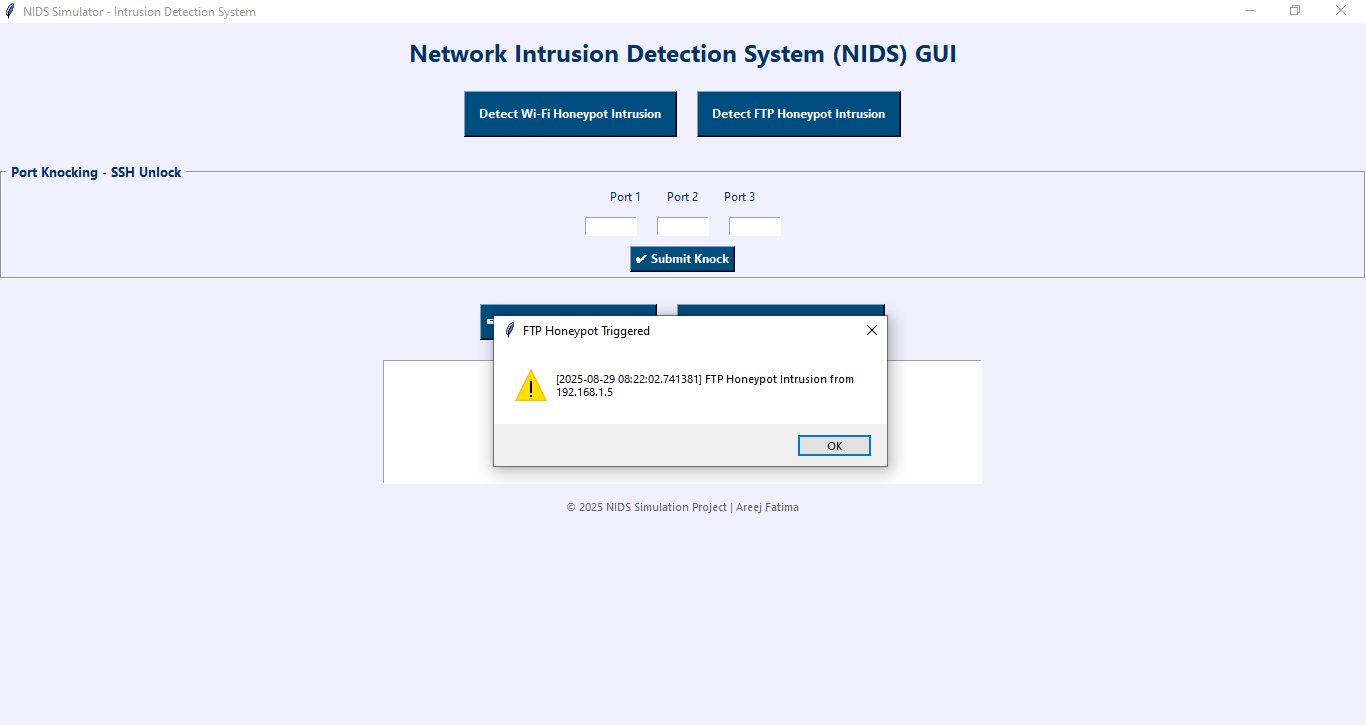 NIDS Simulator - Intrusion Detection System
Network Intrusion Detection System (NIDS) GUI
Detect Wi-Fi Honeypot Intrusion
Detect FTP Honeypot Intrusion
Port Knocking - SSH Unlock
Port 1
Port 2
Port 3
✔ Submit Knock
FTP Honeypot Triggered
[2025-08-29 08:22:02.741381] FTP Honeypot Intrusion from
192.168.1.5
OK
© 2025 NIDS Simulation Project | Areej Fatima